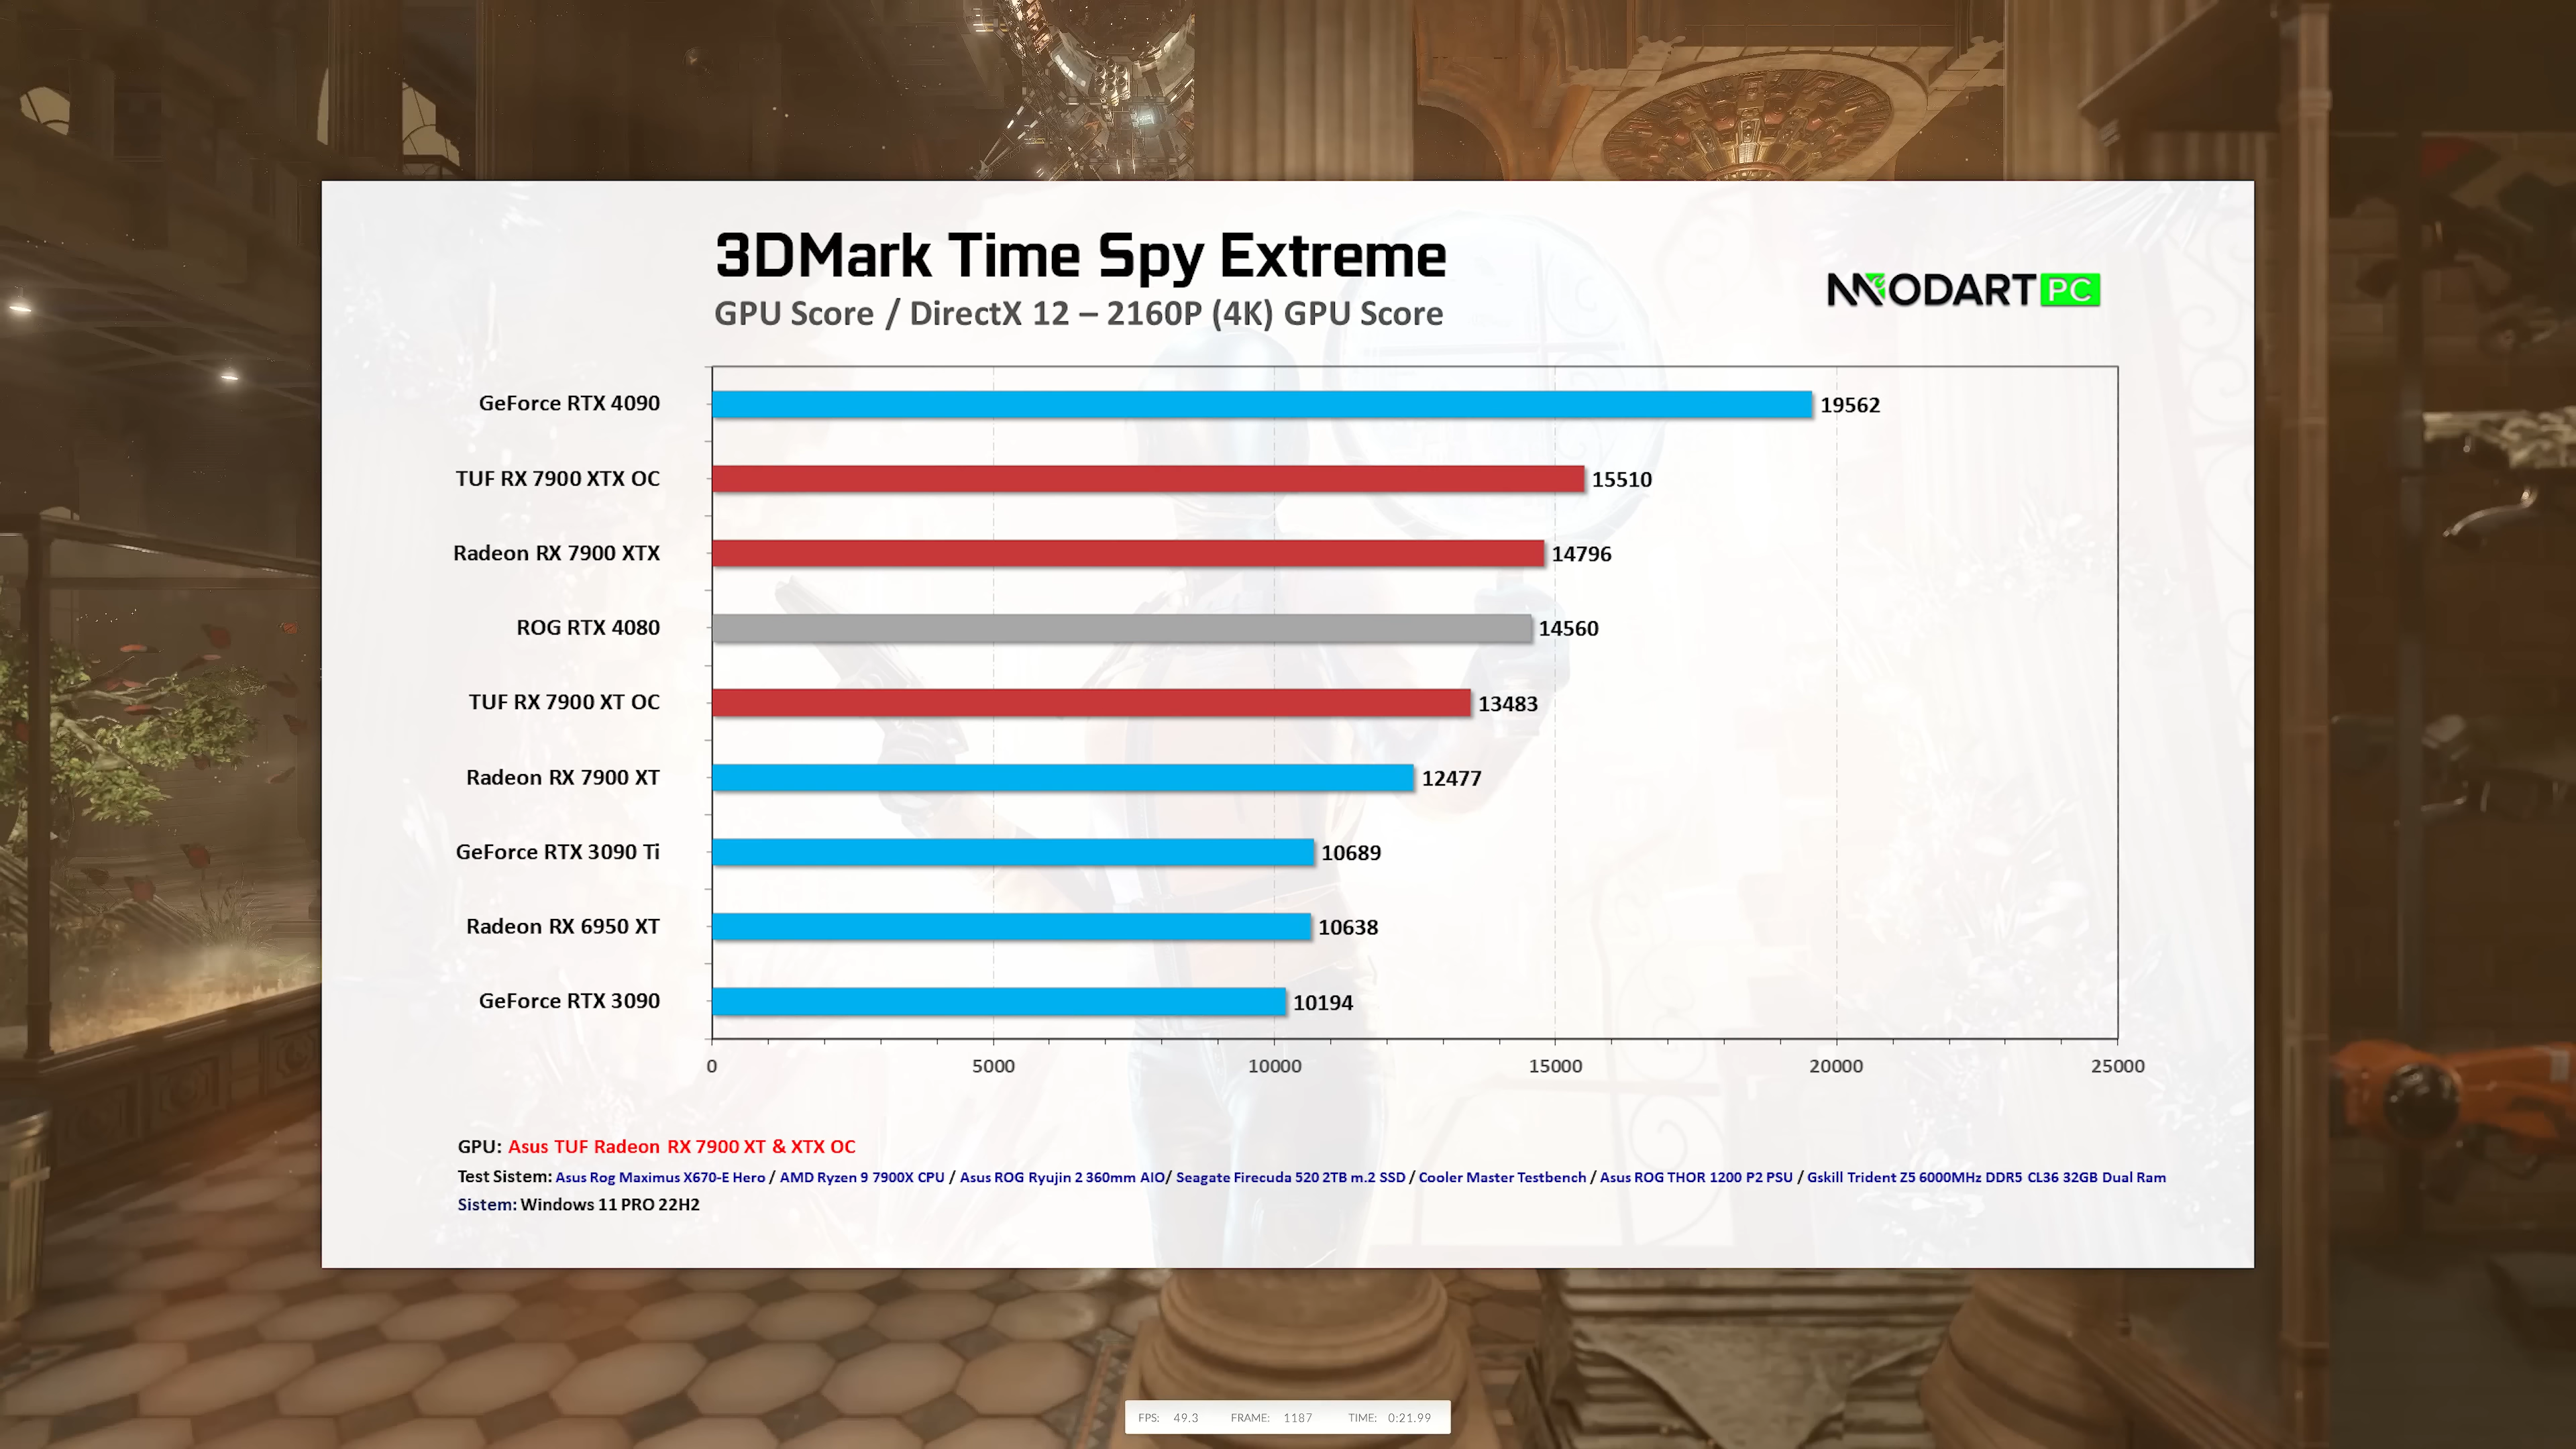 3DMark Time Spy Extreme
GPU Score / DirectX 12 – 2160P (4K) GPU Score
MODART PC
GeForce RTX 4090 19562
TUF RX 7900 XTX OC 15510
Radeon RX 7900 XTX 14796
ROG RTX 4080 14560
TUF RX 7900 XT OC 13483
Radeon RX 7900 XT 12477
GeForce RTX 3090 Ti 10689
Radeon RX 6950 XT 10638
GeForce RTX 3090 10194
0 5000 10000 15000 20000 25000
GPU: Asus TUF Radeon RX 7900 XT & XTX OC
Test Sistem: Asus Rog Maximus X670-E Hero / AMD Ryzen 9 7900X CPU / Asus ROG Ryujin 2 360mm AIO/ Seagate Firecuda 520 2TB m.2 SSD / Cooler Master Testbench / Asus ROG THOR 1200 P2 PSU / Gskill Trident Z5 6000MHz DDR5 CL36 32GB Dual Ram
Sistem: Windows 11 PRO 22H2
FPS: 49.3 FRAME: 1187 TIME: 0:21.99